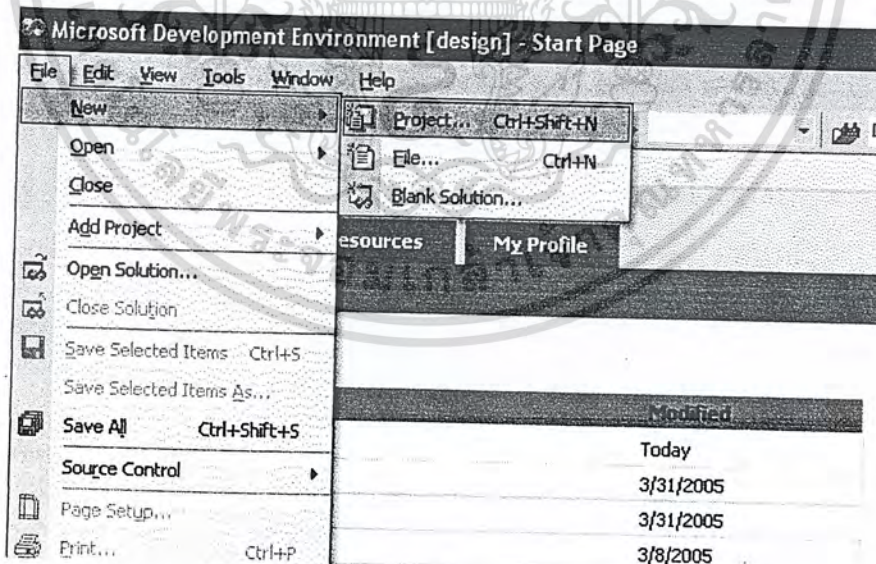 Microsoft Development Environment [design] - Start Page
File Edit View Tools Window Help
New
Project... Ctrl+Shift+N
Open
File... Ctrl+N
Close
Blank Solution...
Add Project
esources My Profile
Open Solution...
Close Solution
Save Selected Items Ctrl+S
Save Selected Items As...
Modified
Save All Ctrl+Shift+S
Today
Source Control
3/31/2005
Page Setup...
3/31/2005
Print... Ctrl+P
3/8/2005